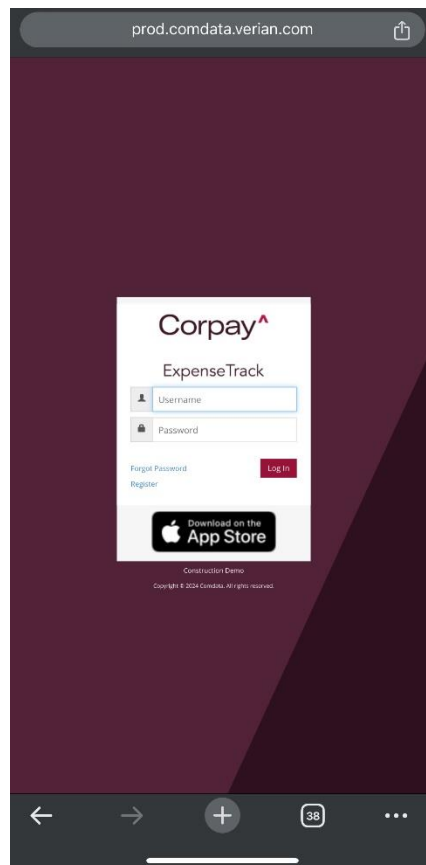 prod.comdata.verian.com
Corpay^
ExpenseTrack
Username
Password
Forgot Password
Log In
Register
Download on the
App Store
Construction Demo
Copyright © 2024 Comdata. All rights reserved.
38